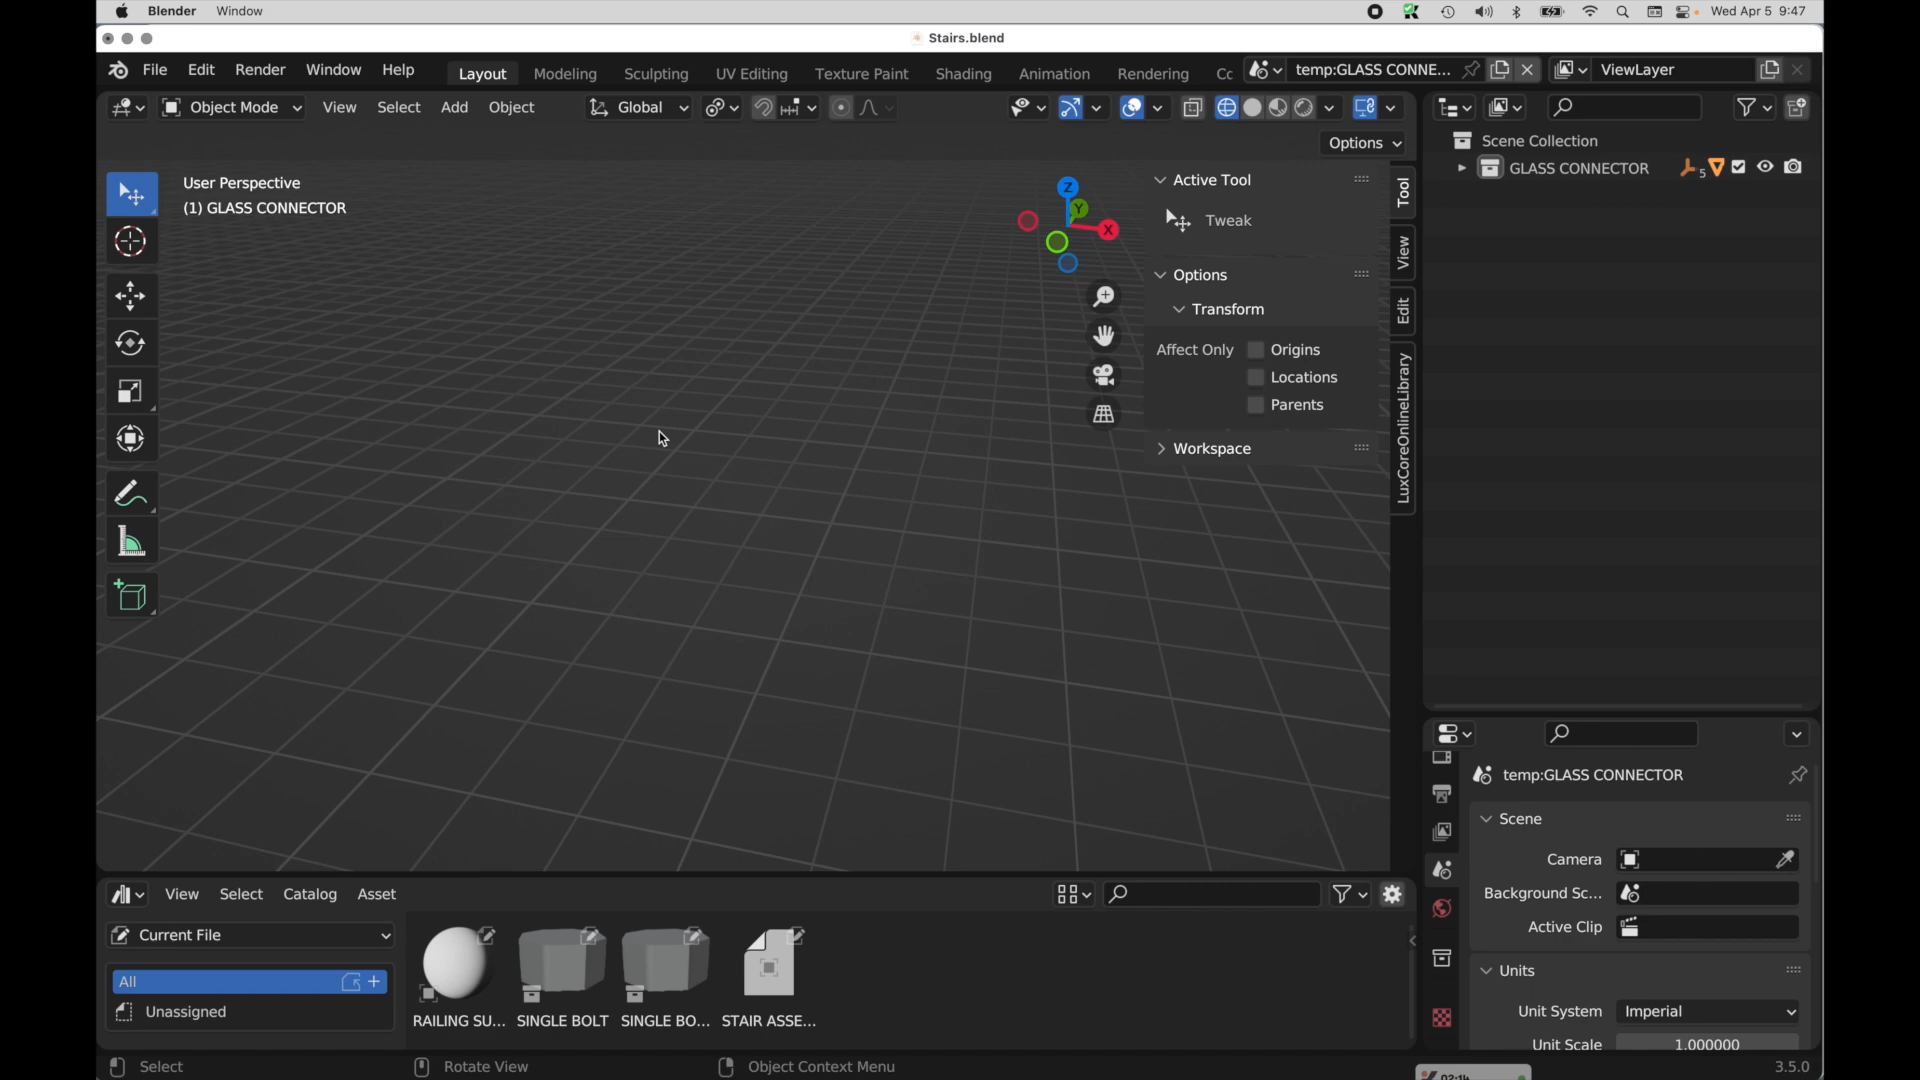 Blender Window Wed Apr 5 9:47
Stairs.blend
File Edit Render Window Help Layout Modeling Sculpting UV Editing Texture Paint Shading Animation Rendering Cc temp:GLASS CONNE... ViewLayer
Object Mode View Select Add Object Global
Options
Scene Collection
GLASS CONNECTOR 5
User Perspective
(1) GLASS CONNECTOR
Z
Y
X
Active Tool
Tweak
Options
Transform
Affect Only Origins
Locations
Parents
Workspace
Tool
View
Edit
LuxCoreOnlineLibrary
temp:GLASS CONNECTOR
Scene
Camera
Background Sc...
Active Clip
Units
Unit System Imperial
Unit Scale 1.000000
View Select Catalog Asset
Current File
All
Unassigned
RAILING SU... SINGLE BOLT SINGLE BO... STAIR ASSE...
Select Rotate View Object Context Menu 3.5.0